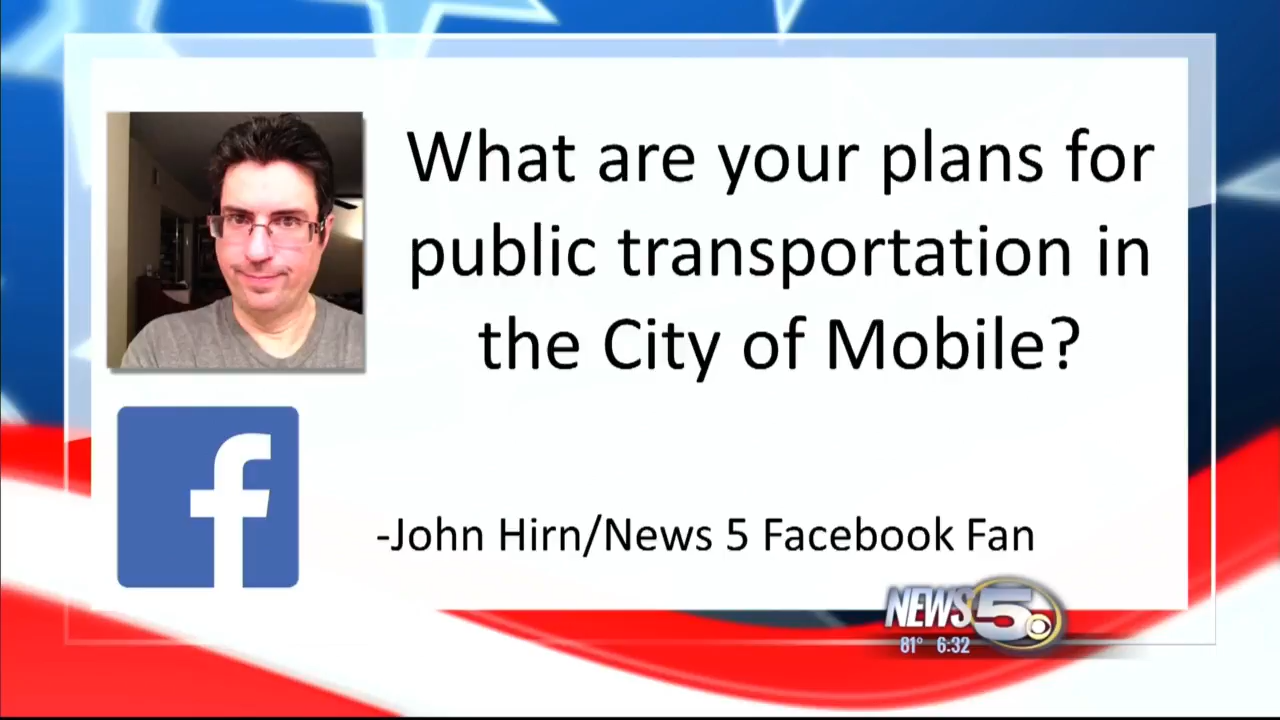 What are your plans for
public transportation in
the City of Mobile?
f
-John Hirn/News 5 Facebook Fan
NEWS 5
81° 6:32